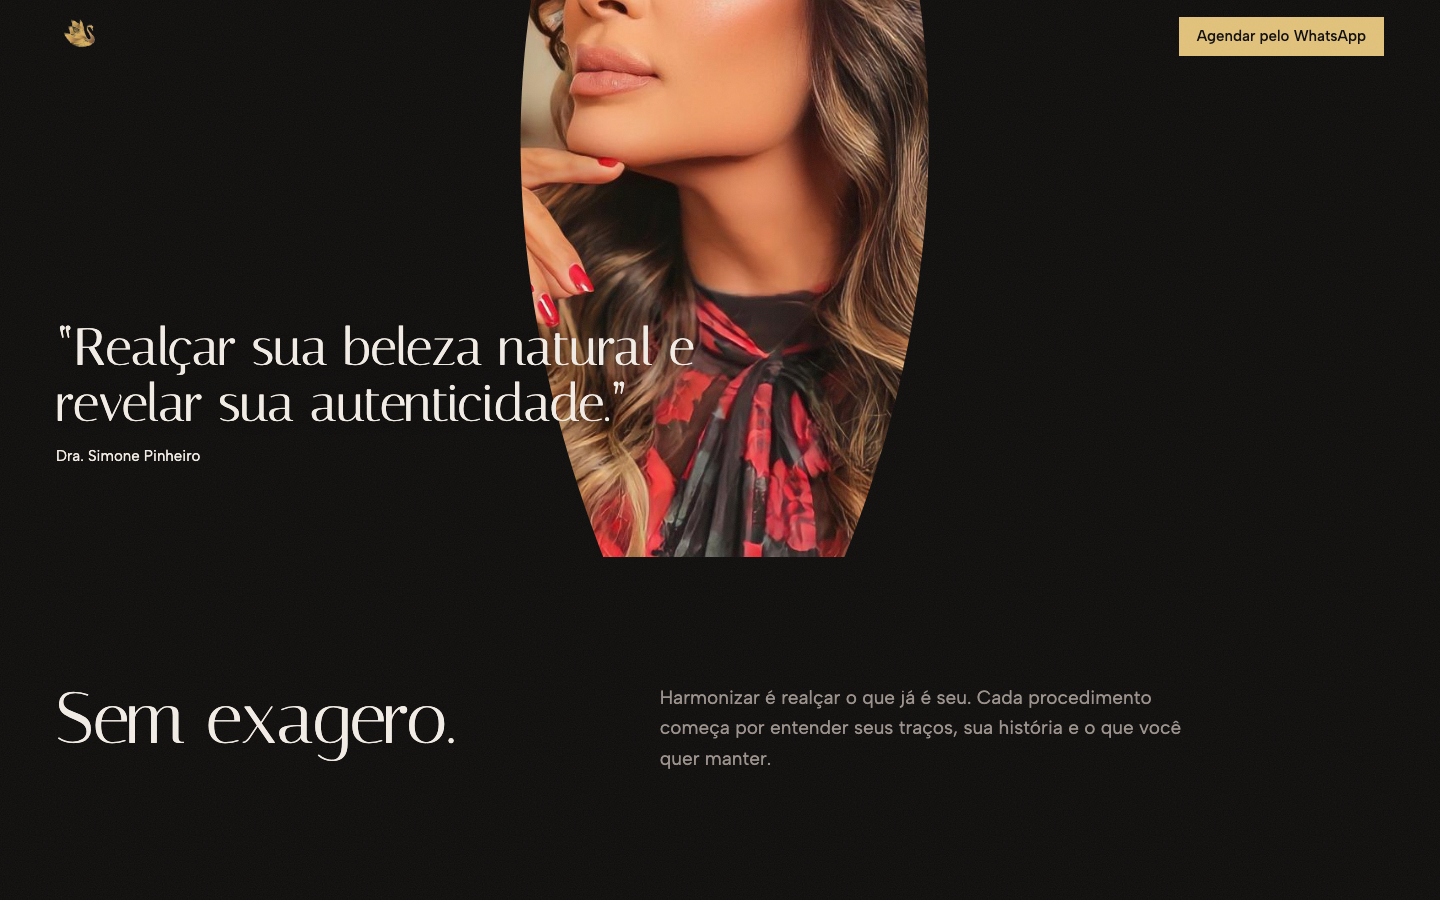 Agendar pelo WhatsApp
"Realçar sua beleza natural e
revelar sua autenticidade."
Dra. Simone Pinheiro
Sem exagero.
Harmonizar é realçar o que já é seu. Cada procedimento
começa por entender seus traços, sua história e o que você
quer manter.